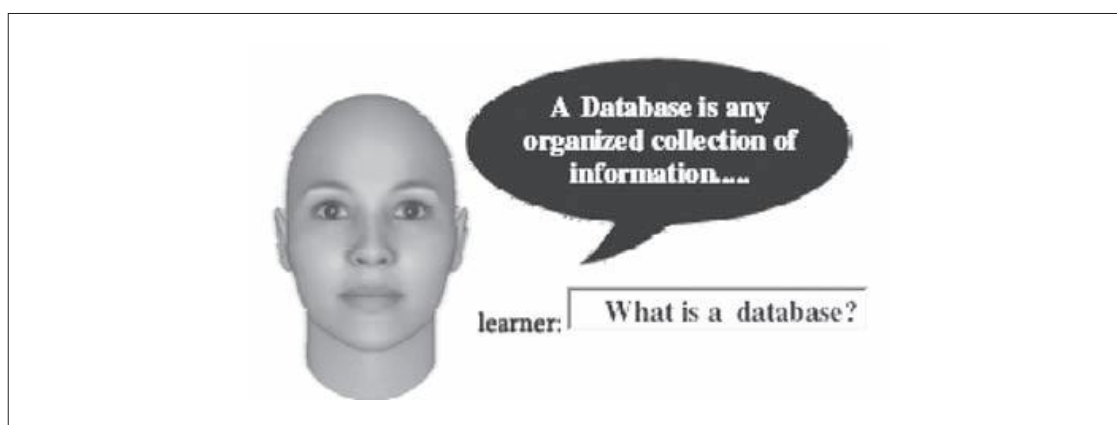 A Database is any
organized collection of
information.....
learner: What is a database?